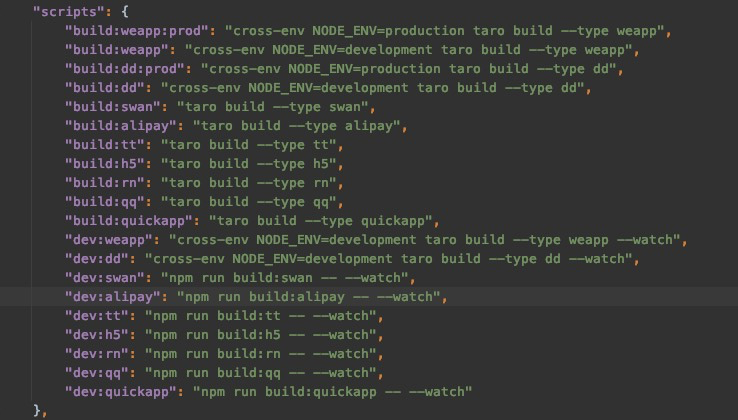 "scripts": {
"build:weapp:prod": "cross-env NODE_ENV=production taro build --type weapp",
"build:weapp": "cross-env NODE_ENV=development taro build --type weapp",
"build:dd:prod": "cross-env NODE_ENV=production taro build --type dd",
"build:dd": "cross-env NODE_ENV=development taro build --type dd",
"build:swan": "taro build --type swan",
"build:alipay": "taro build --type alipay",
"build:tt": "taro build --type tt",
"build:h5": "taro build --type h5",
"build:rn": "taro build --type rn",
"build:qq": "taro build --type qq",
"build:quickapp": "taro build --type quickapp",
"dev:weapp": "cross-env NODE_ENV=development taro build --type weapp --watch",
"dev:dd": "cross-env NODE_ENV=development taro build --type dd --watch",
"dev:swan": "npm run build:swan -- --watch",
"dev:alipay": "npm run build:alipay -- --watch",
"dev:tt": "npm run build:tt -- --watch",
"dev:h5": "npm run build:h5 -- --watch",
"dev:rn": "npm run build:rn -- --watch",
"dev:qq": "npm run build:qq -- --watch",
"dev:quickapp": "npm run build:quickapp -- --watch"
},